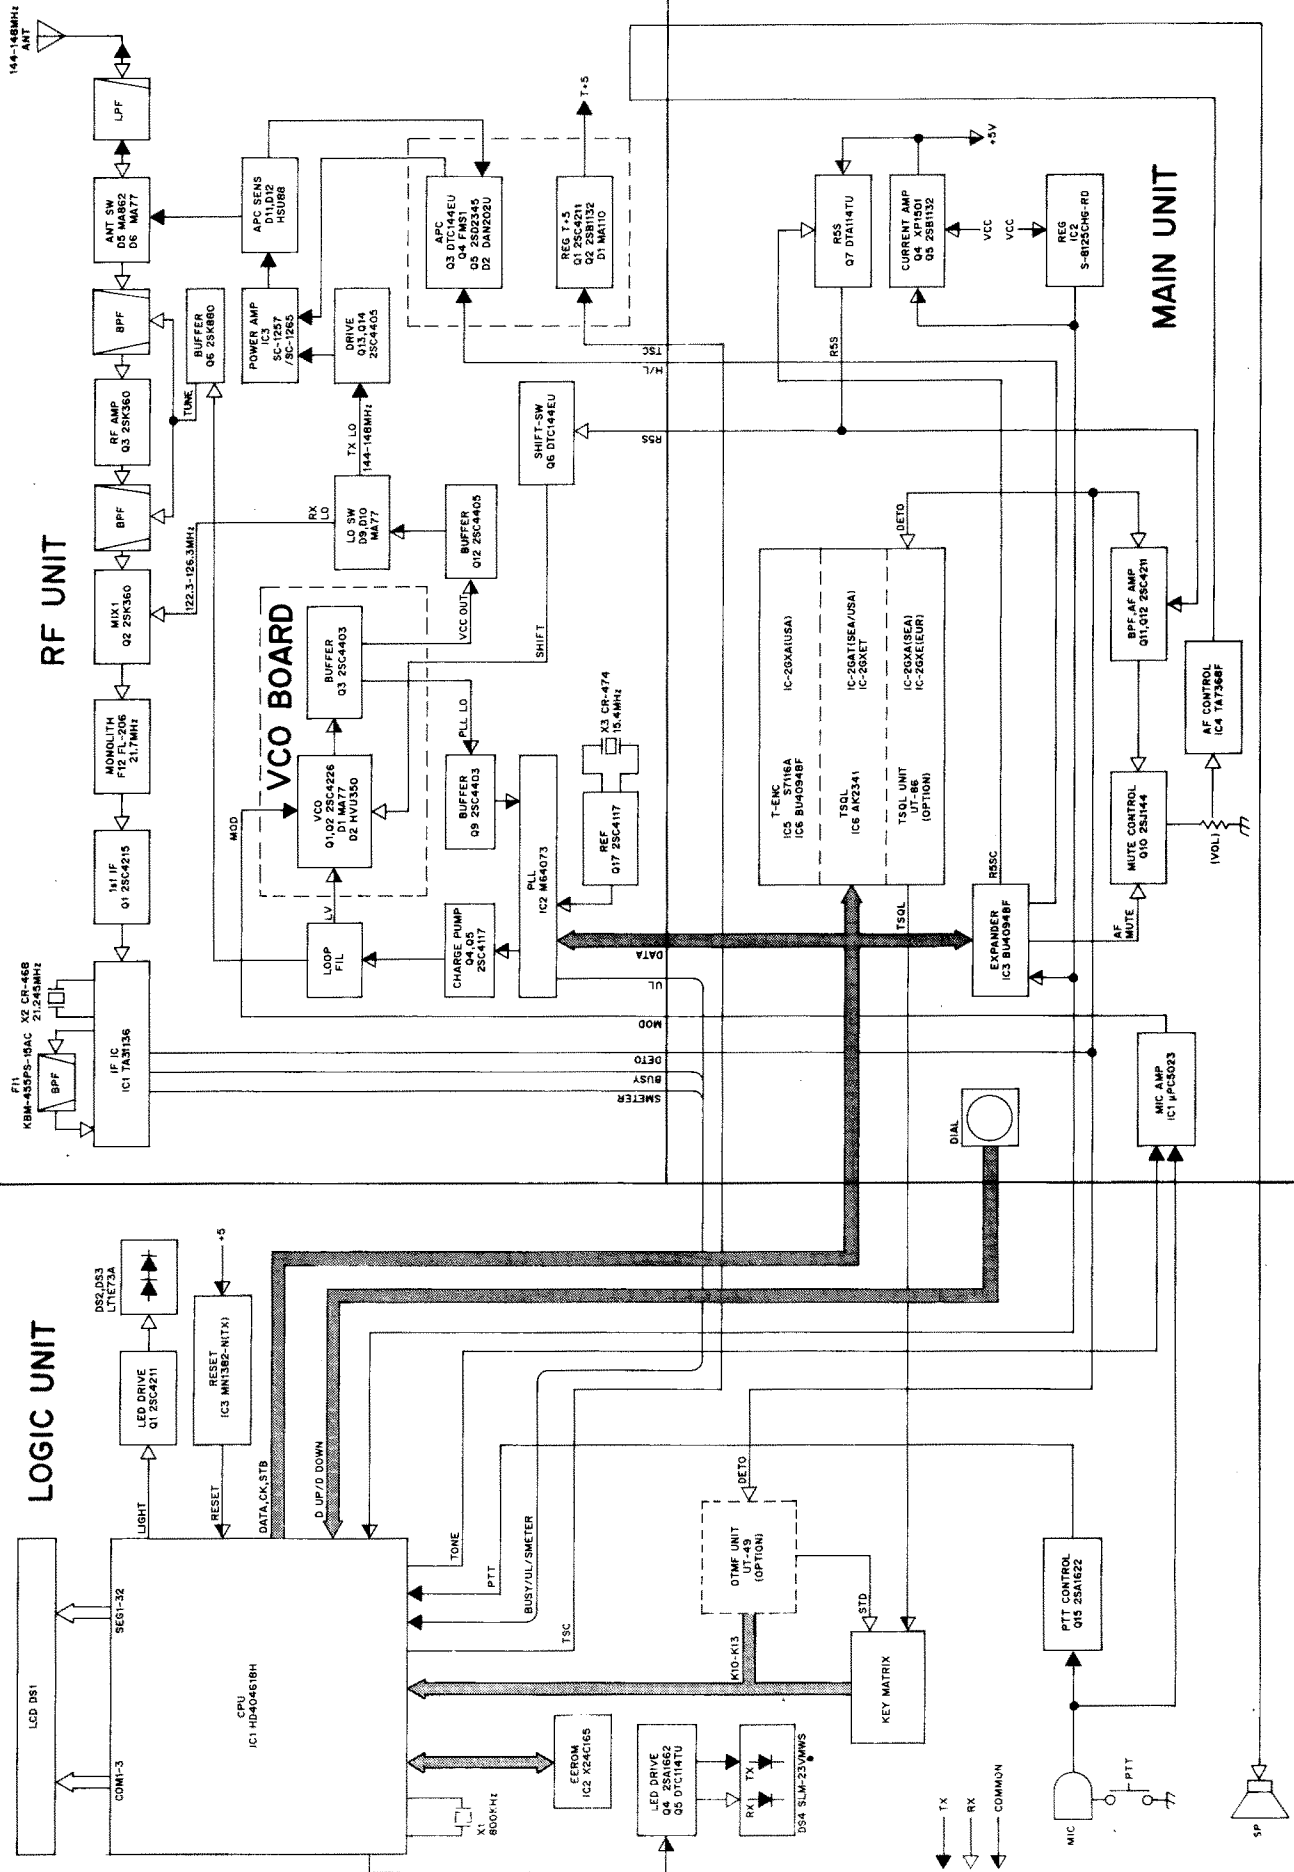 LOGIC UNIT
LCD DS1
COM1-3
SEG1-32
CPU
IC1 HD404618H
X1
800KHz
EEROM
IC2 X24C165
LED DRIVE
Q4 2SA1662
Q5 DTC114TU
RX
TX
DS4 SLM-23VMWS
LIGHT
LED DRIVE
Q1 2SC4211
DS2,DS3
LT1E73A
RESET
RESET
IC3 MN1382-N(TX)
+5
DATA,CK,STB
D UP/D DOWN
TONE
PTT
BUSY/UL/SMETER
TSC
K10-K13
DTMF UNIT
UT-49
(OPTION)
DETO
STD
KEY MATRIX
PTT CONTROL
Q15 2SA1622
MIC
PTT
SP
TX
RX
COMMON
RF UNIT
144-148MHz
ANT
LPF
ANT SW
D5 MA862
D6 MA77
BPF
RF AMP
Q3 2SK360
BPF
MIX1
Q2 2SK360
MONOLITH
F12 FL-206
21.7MHz
1st IF
Q1 2SC4215
IF IC
IC1 TA31136
FI1
KBM-455PS-15AC
BPF
X2 CR-468
21.245MHz
TUNE
BUFFER
Q6 2SK880
APC SENS
D11,D12
HSU88
POWER AMP
IC3
SC-1257
/SC-1265
DRIVE
Q13,Q14
2SC4405
TX LO
144-148MHz
LO SW
D9,D10
MA77
RX
LO
122.3-126.3MHz
BUFFER
Q12 2SC4405
VCC OUT
VCO BOARD
BUFFER
Q3 2SC4403
VCO
Q1,Q2 2SC4226
D1 MA77
D2 HVU350
MOD
LV
LOOP
FIL
CHARGE PUMP
Q4,Q5
2SC4117
PLL LO
BUFFER
Q9 2SC4403
PLL
IC2 M64073
REF
Q17 2SC4117
X3 CR-474
15.4MHz
SHIFT
SHIFT-SW
Q6 DTC144EU
APC
Q3 DTC144EU
Q4 FMS1
Q5 2SD2345
D2 DAN202U
REG T+5
Q1 2SC4211
Q2 2SB1132
D1 MA110
T+5
TSC
H/L
R5S
DATA
UL
MOD
DETO
BUSY
SMETER
MAIN UNIT
R5S
Q7 DTA114TU
R5S
CURRENT AMP
Q4 XP1501
Q5 2SB1132
+5V
VCC
VCC
REG
IC2
S-8125CHG-RD
T-ENC
IC5 S7116A
IC6 BU4094BF
IC-2GXA(USA)
TSQL
IC6 AK2341
IC-2GAT(SEA/USA)
IC-2GXET
TSQL UNIT
UT-86
(OPTION)
IC-2GXA(SEA)
IC-2GXE(EUR)
DETO
TSQL
R5SC
EXPANDER
IC3 BU4094BF
AF
MUTE
MUTE CONTROL
Q10 2SJ144
BPF,AF AMP
Q11,Q12 2SC4211
AF CONTROL
IC4 TA7368F
(VOL)
DIAL
MIC AMP
IC1 μPC5023